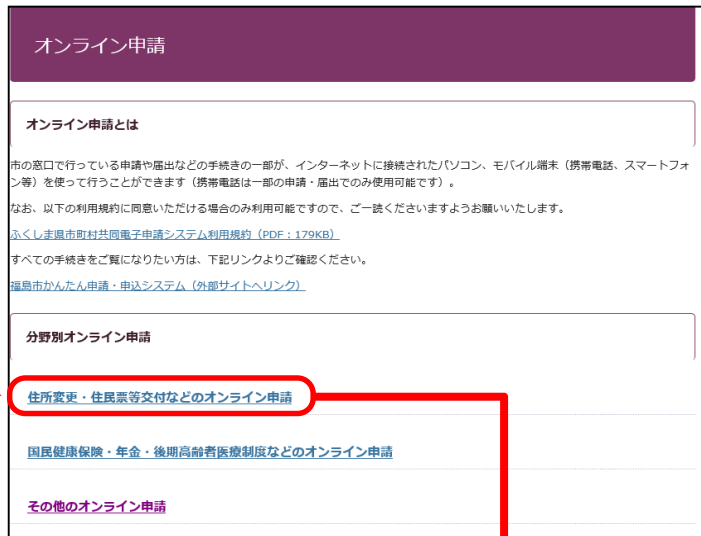 オンライン申請
オンライン申請とは
市の窓口で行っている申請や届出などの手続きの一部が、インターネットに接続されたパソコン、モバイル端末（携帯電話、スマートフォ
ン等）を使って行うことができます（携帯電話は一部の申請・届出でのみ使用可能です）。
なお、以下の利用規約に同意いただける場合のみ利用可能ですので、ご一読くださいますようお願いいたします。
ふくしま県市町村共同電子申請システム利用規約（PDF：179KB）
すべての手続きをご覧になりたい方は、下記リンクよりご確認ください。
福島市かんたん申請・申込システム（外部サイトへリンク）
分野別オンライン申請
住所変更・住民票等交付などのオンライン申請
国民健康保険・年金・後期高齢者医療制度などのオンライン申請
その他のオンライン申請